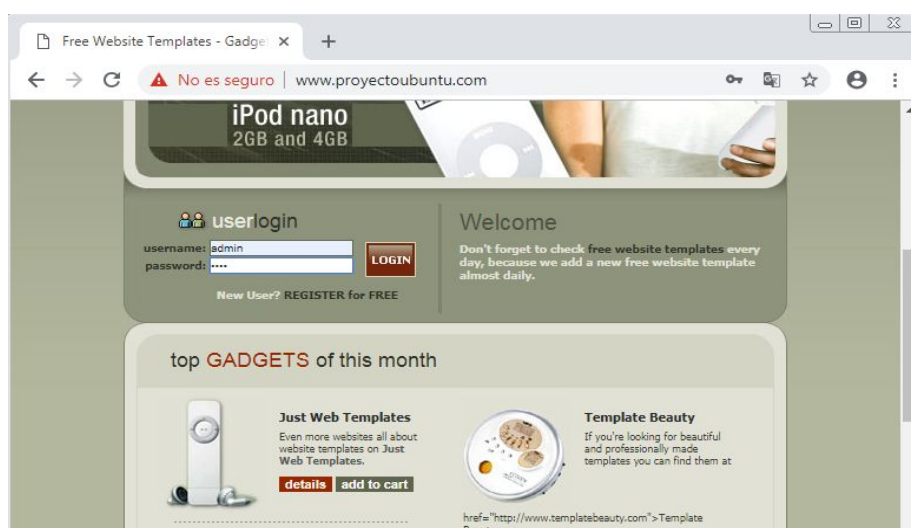 Free Website Templates - Gadge
No es seguro | www.proyectoubuntu.com
iPod nano
2GB and 4GB
userlogin
username: admin
password: ••••
LOGIN
New User? REGISTER for FREE
Welcome
Don't forget to check free website templates every
day, because we add a new free website template
almost daily.
top GADGETS of this month
Just Web Templates
Even more websites all about
website templates on Just
Web Templates.
details add to cart
Template Beauty
If you're looking for beautiful
and professionally made
templates you can find them at
href="http://www.templatebeauty.com">Template